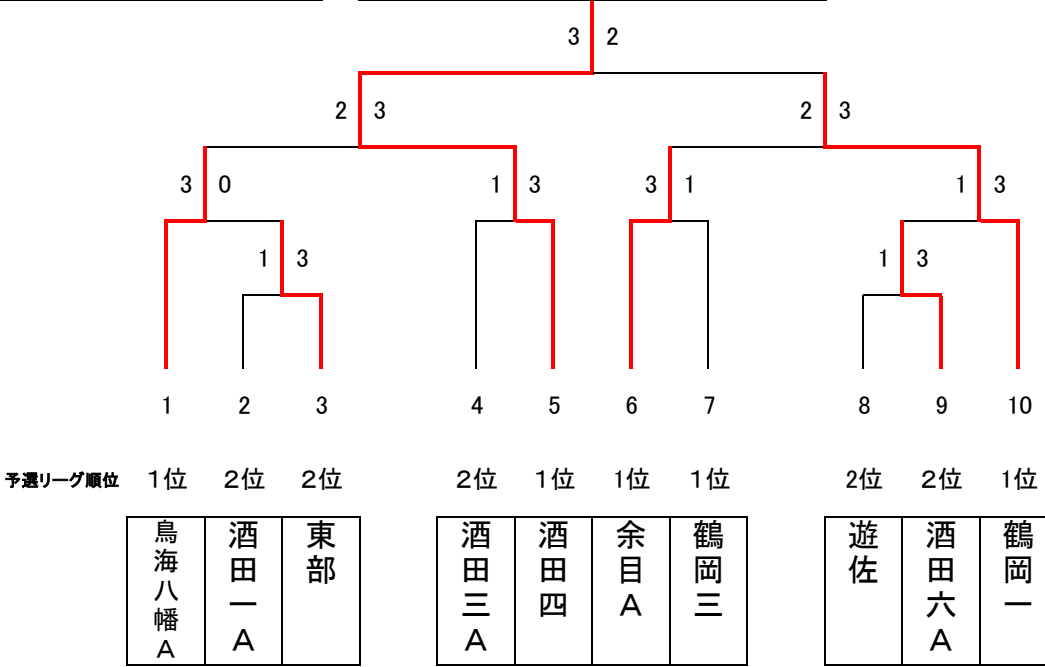 3 2
2 3 2 3
3 0 1 3 3 1 1 3
1 3 1 3
1 2 3 4 5 6 7 8 9 10
予選リーグ順位 1位 2位 2位 2位 1位 1位 1位 2位 2位 1位
鳥海八幡A
酒田一A
東部
酒田三A
酒田四
余目A
鶴岡三
遊佐
酒田六A
鶴岡一